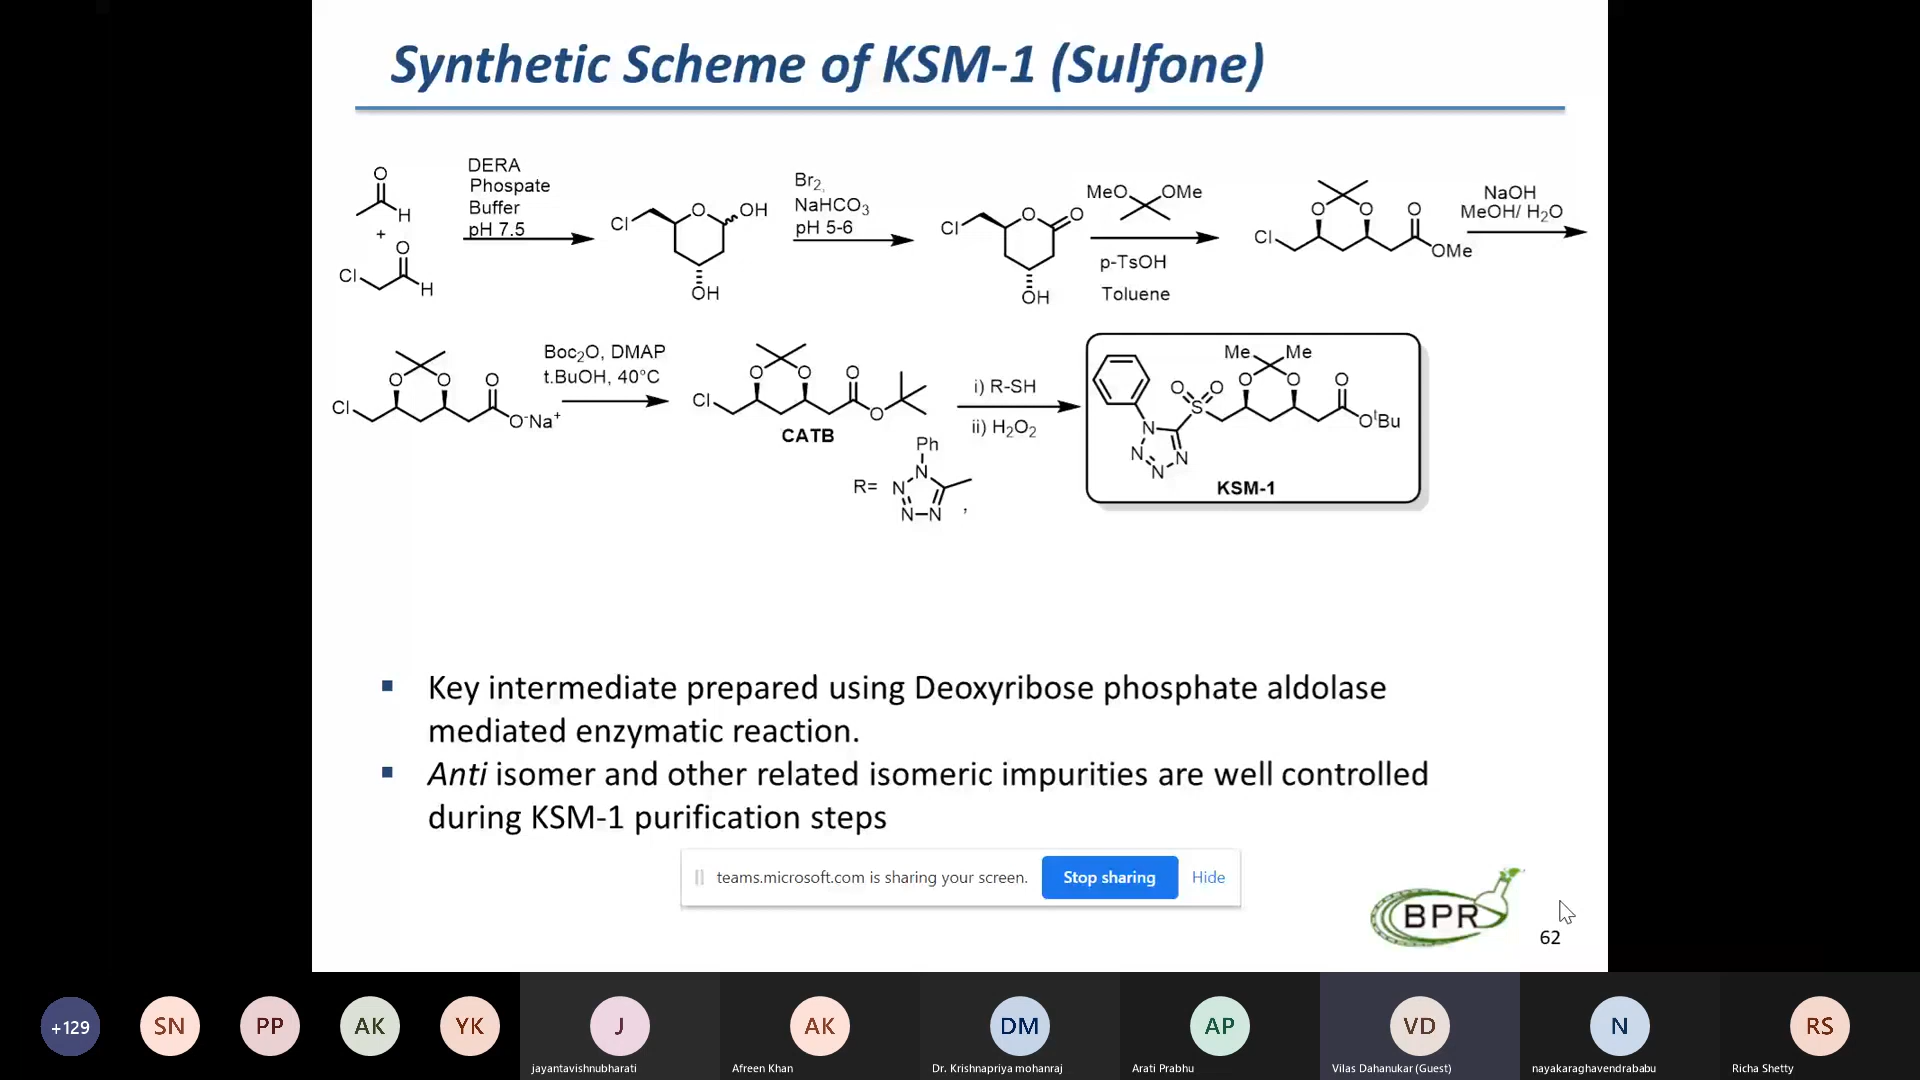 Synthetic Scheme of KSM-1 (Sulfone)
O
H
+
O
Cl
H
DERA
Phospate
Buffer
pH 7.5
Cl
O
OH
OH
Br2,
NaHCO3
pH 5-6
Cl
O
O
OH
MeO
OMe
p-TsOH
Toluene
O
O
O
Cl
OMe
NaOH
MeOH/ H2O
O
O
O
Cl
O-Na+
Boc2O, DMAP
t.BuOH, 40°C
O
O
O
Cl
O
CATB
i) R-SH
ii) H2O2
R=
Ph
N
N
N-N
,
Me
Me
O
O
O
O
O
S
OtBu
N
N
N
N
KSM-1
Key intermediate prepared using Deoxyribose phosphate aldolase
mediated enzymatic reaction.
Anti isomer and other related isomeric impurities are well controlled
during KSM-1 purification steps
teams.microsoft.com is sharing your screen.
Stop sharing
Hide
BPR
62
+129
SN
PP
AK
YK
J
AK
DM
AP
VD
N
RS
jayantavishnubharati
Afreen Khan
Dr. Krishnapriya mohanraj
Arati Prabhu
Vilas Dahanukar (Guest)
nayakaraghavendrababu
Richa Shetty